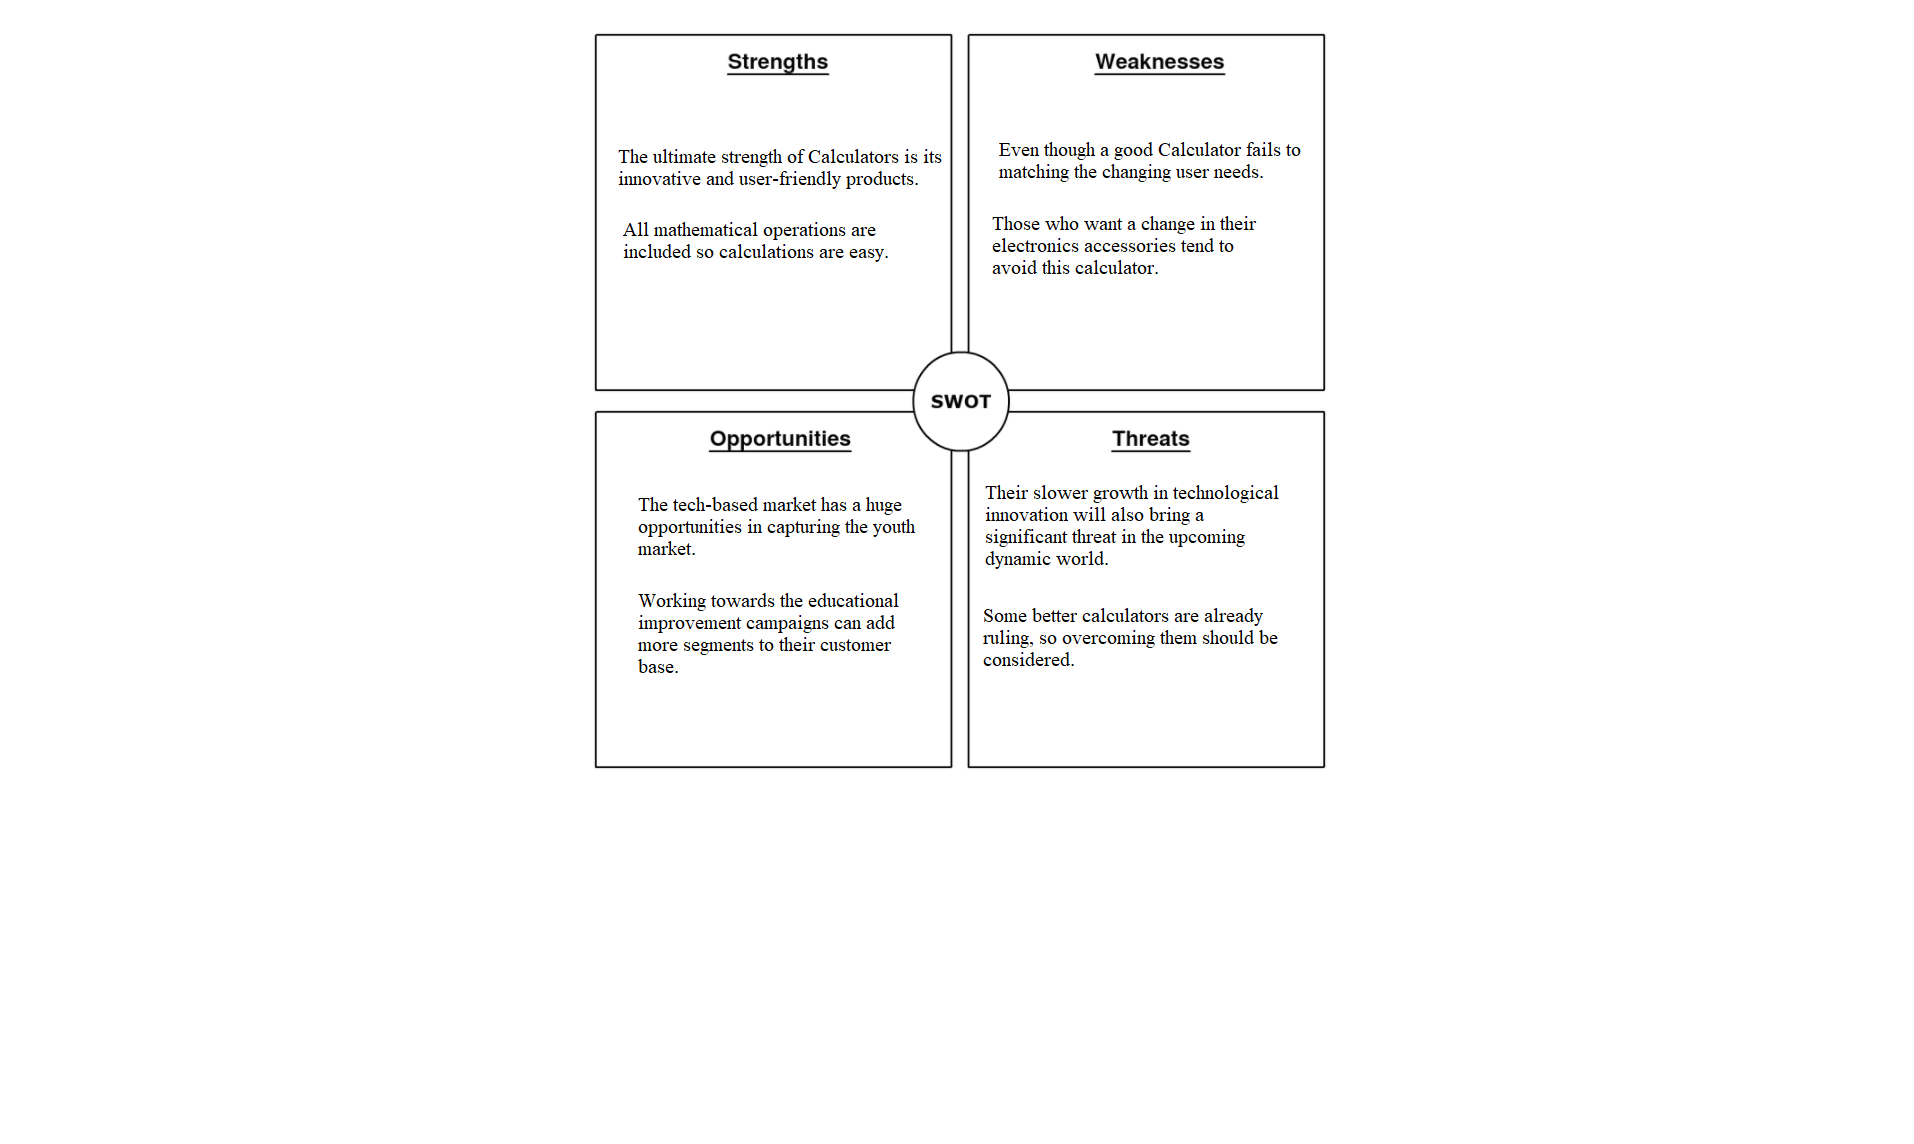 Strengths
The ultimate strength of Calculators is its
innovative and user-friendly products.
All mathematical operations are
included so calculations are easy.
Weaknesses
Even though a good Calculator fails to
matching the changing user needs.
Those who want a change in their
electronics accessories tend to
avoid this calculator.
SWOT
Opportunities
The tech-based market has a huge
opportunities in capturing the youth
market.
Working towards the educational
improvement campaigns can add
more segments to their customer
base.
Threats
Their slower growth in technological
innovation will also bring a
significant threat in the upcoming
dynamic world.
Some better calculators are already
ruling, so overcoming them should be
considered.